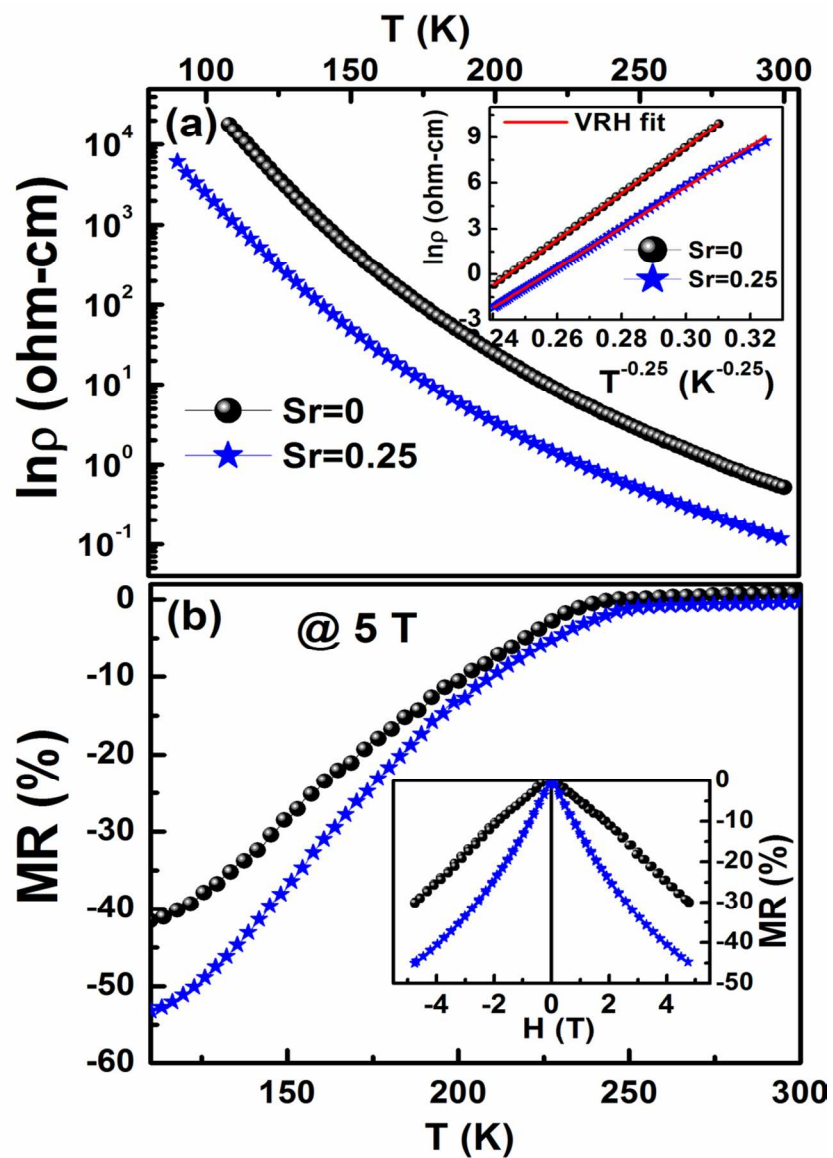 T (K)
100 150 200 250 300
(a)
lnρ (ohm-cm)
10^4
10^3
10^2
10^1
10^0
10^-1
Sr=0
Sr=0.25
lnρ (ohm-cm)
9
6
3
0
-3
VRH fit
Sr=0
Sr=0.25
0.24 0.26 0.28 0.30 0.32
T^-0.25 (K^-0.25)
(b)
@ 5 T
MR (%)
0
-10
-20
-30
-40
-50
-60
0
-10
-20
-30
-40
-50
MR (%)
-4 -2 0 2 4
H (T)
150 200 250 300
T (K)